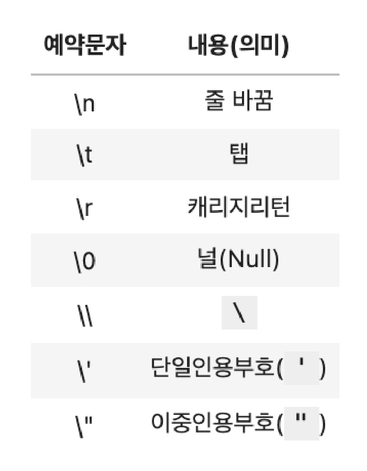 예약문자 내용(의미)
\n 줄 바꿈
\t 탭
\r 캐리지리턴
\0 널(Null)
\\ \
\' 단일인용부호( ' )
\" 이중인용부호( " )